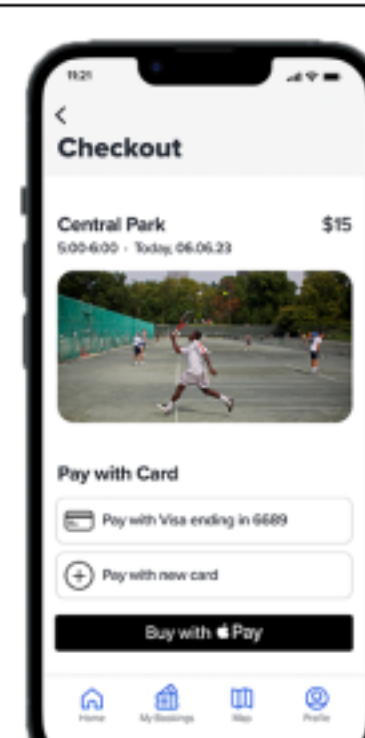 11:21
Checkout
Central Park $15
5:00-6:00 · Today, 06.06.23
Pay with Card
Pay with Visa ending in 6689
Pay with new card
Buy with Pay
Home My Bookings Map Profile